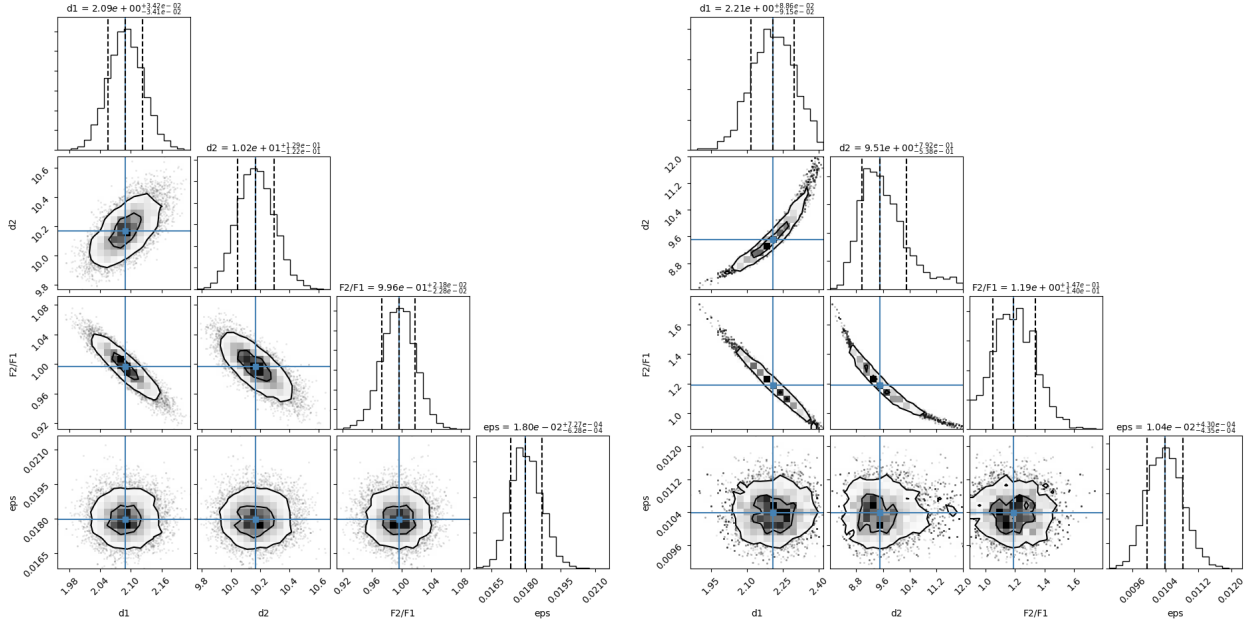 d1 = 2.09e + 00 +3.42e − 02 −3.41e − 02
d2 = 1.02e + 01 +1.29e − 01 −1.22e − 01
F2/F1 = 9.96e − 01 +2.18e − 02 −2.28e − 02
eps = 1.80e − 02 +7.27e − 04 −6.28e − 04
d2
10.6
10.4
10.2
10.0
9.8
F2/F1
1.08
1.04
1.00
0.96
0.92
eps
0.0210
0.0195
0.0180
0.0165
1.98
2.04
2.10
2.16
d1
9.8
10.0
10.2
10.4
10.6
d2
0.92
0.96
1.00
1.04
1.08
F2/F1
0.0165
0.0180
0.0195
0.0210
eps
d1 = 2.21e + 00 +8.86e − 02 −9.15e − 02
d2 = 9.51e + 00 +7.92e − 01 −5.38e − 01
F2/F1 = 1.19e + 00 +1.47e − 01 −1.40e − 01
eps = 1.04e − 02 +4.30e − 04 −4.35e − 04
d2
12.0
11.2
10.4
9.6
8.8
F2/F1
1.6
1.4
1.2
1.0
eps
0.0120
0.0112
0.0104
0.0096
1.95
2.10
2.25
2.40
d1
8.8
9.6
10.4
11.2
12.0
d2
1.0
1.2
1.4
1.6
F2/F1
0.0096
0.0104
0.0112
0.0120
eps